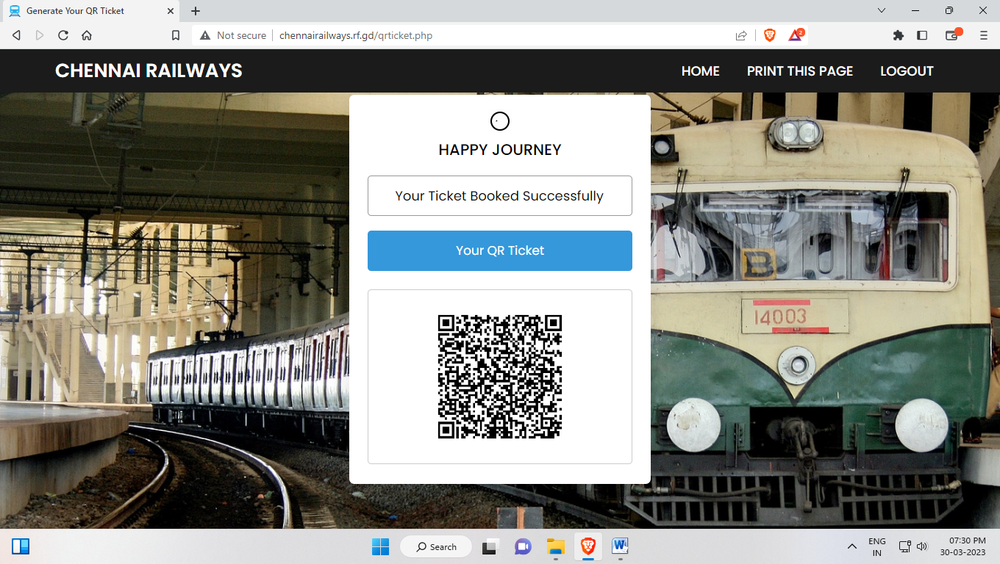 Generate Your QR Ticket
Not secure
chennairailways.rf.gd/qrticket.php
2
CHENNAI RAILWAYS
HOME
PRINT THIS PAGE
LOGOUT
HAPPY JOURNEY
Your Ticket Booked Successfully
Your QR Ticket
B
14003
Search
ENG
IN
07:30 PM
30-03-2023